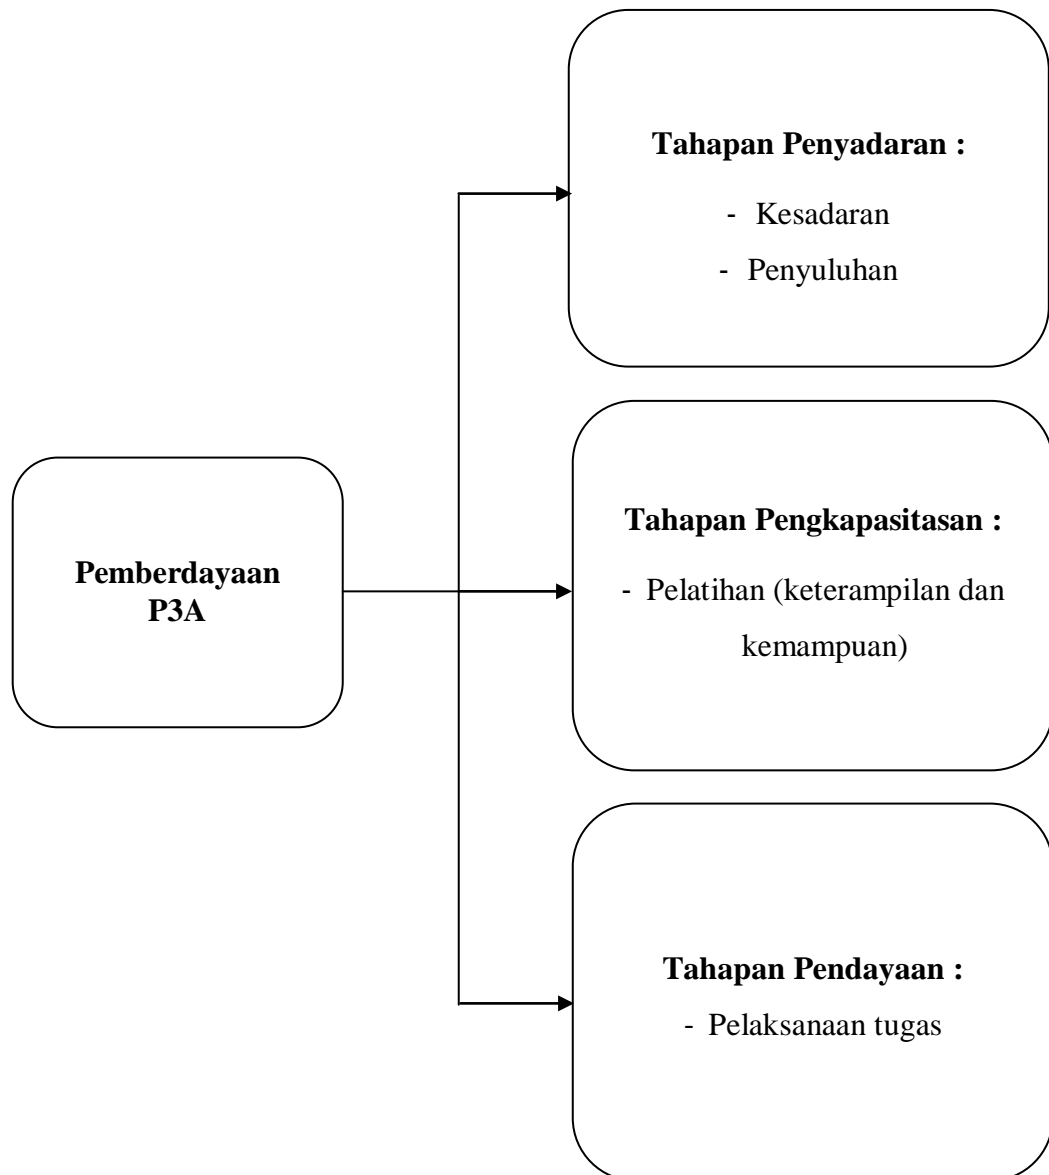 Tahapan Penyadaran :
- Kesadaran
- Penyuluhan
Pemberdayaan
P3A
Tahapan Pengkapasitasan :
- Pelatihan (keterampilan dan
kemampuan)
Tahapan Pendayaan :
- Pelaksanaan tugas